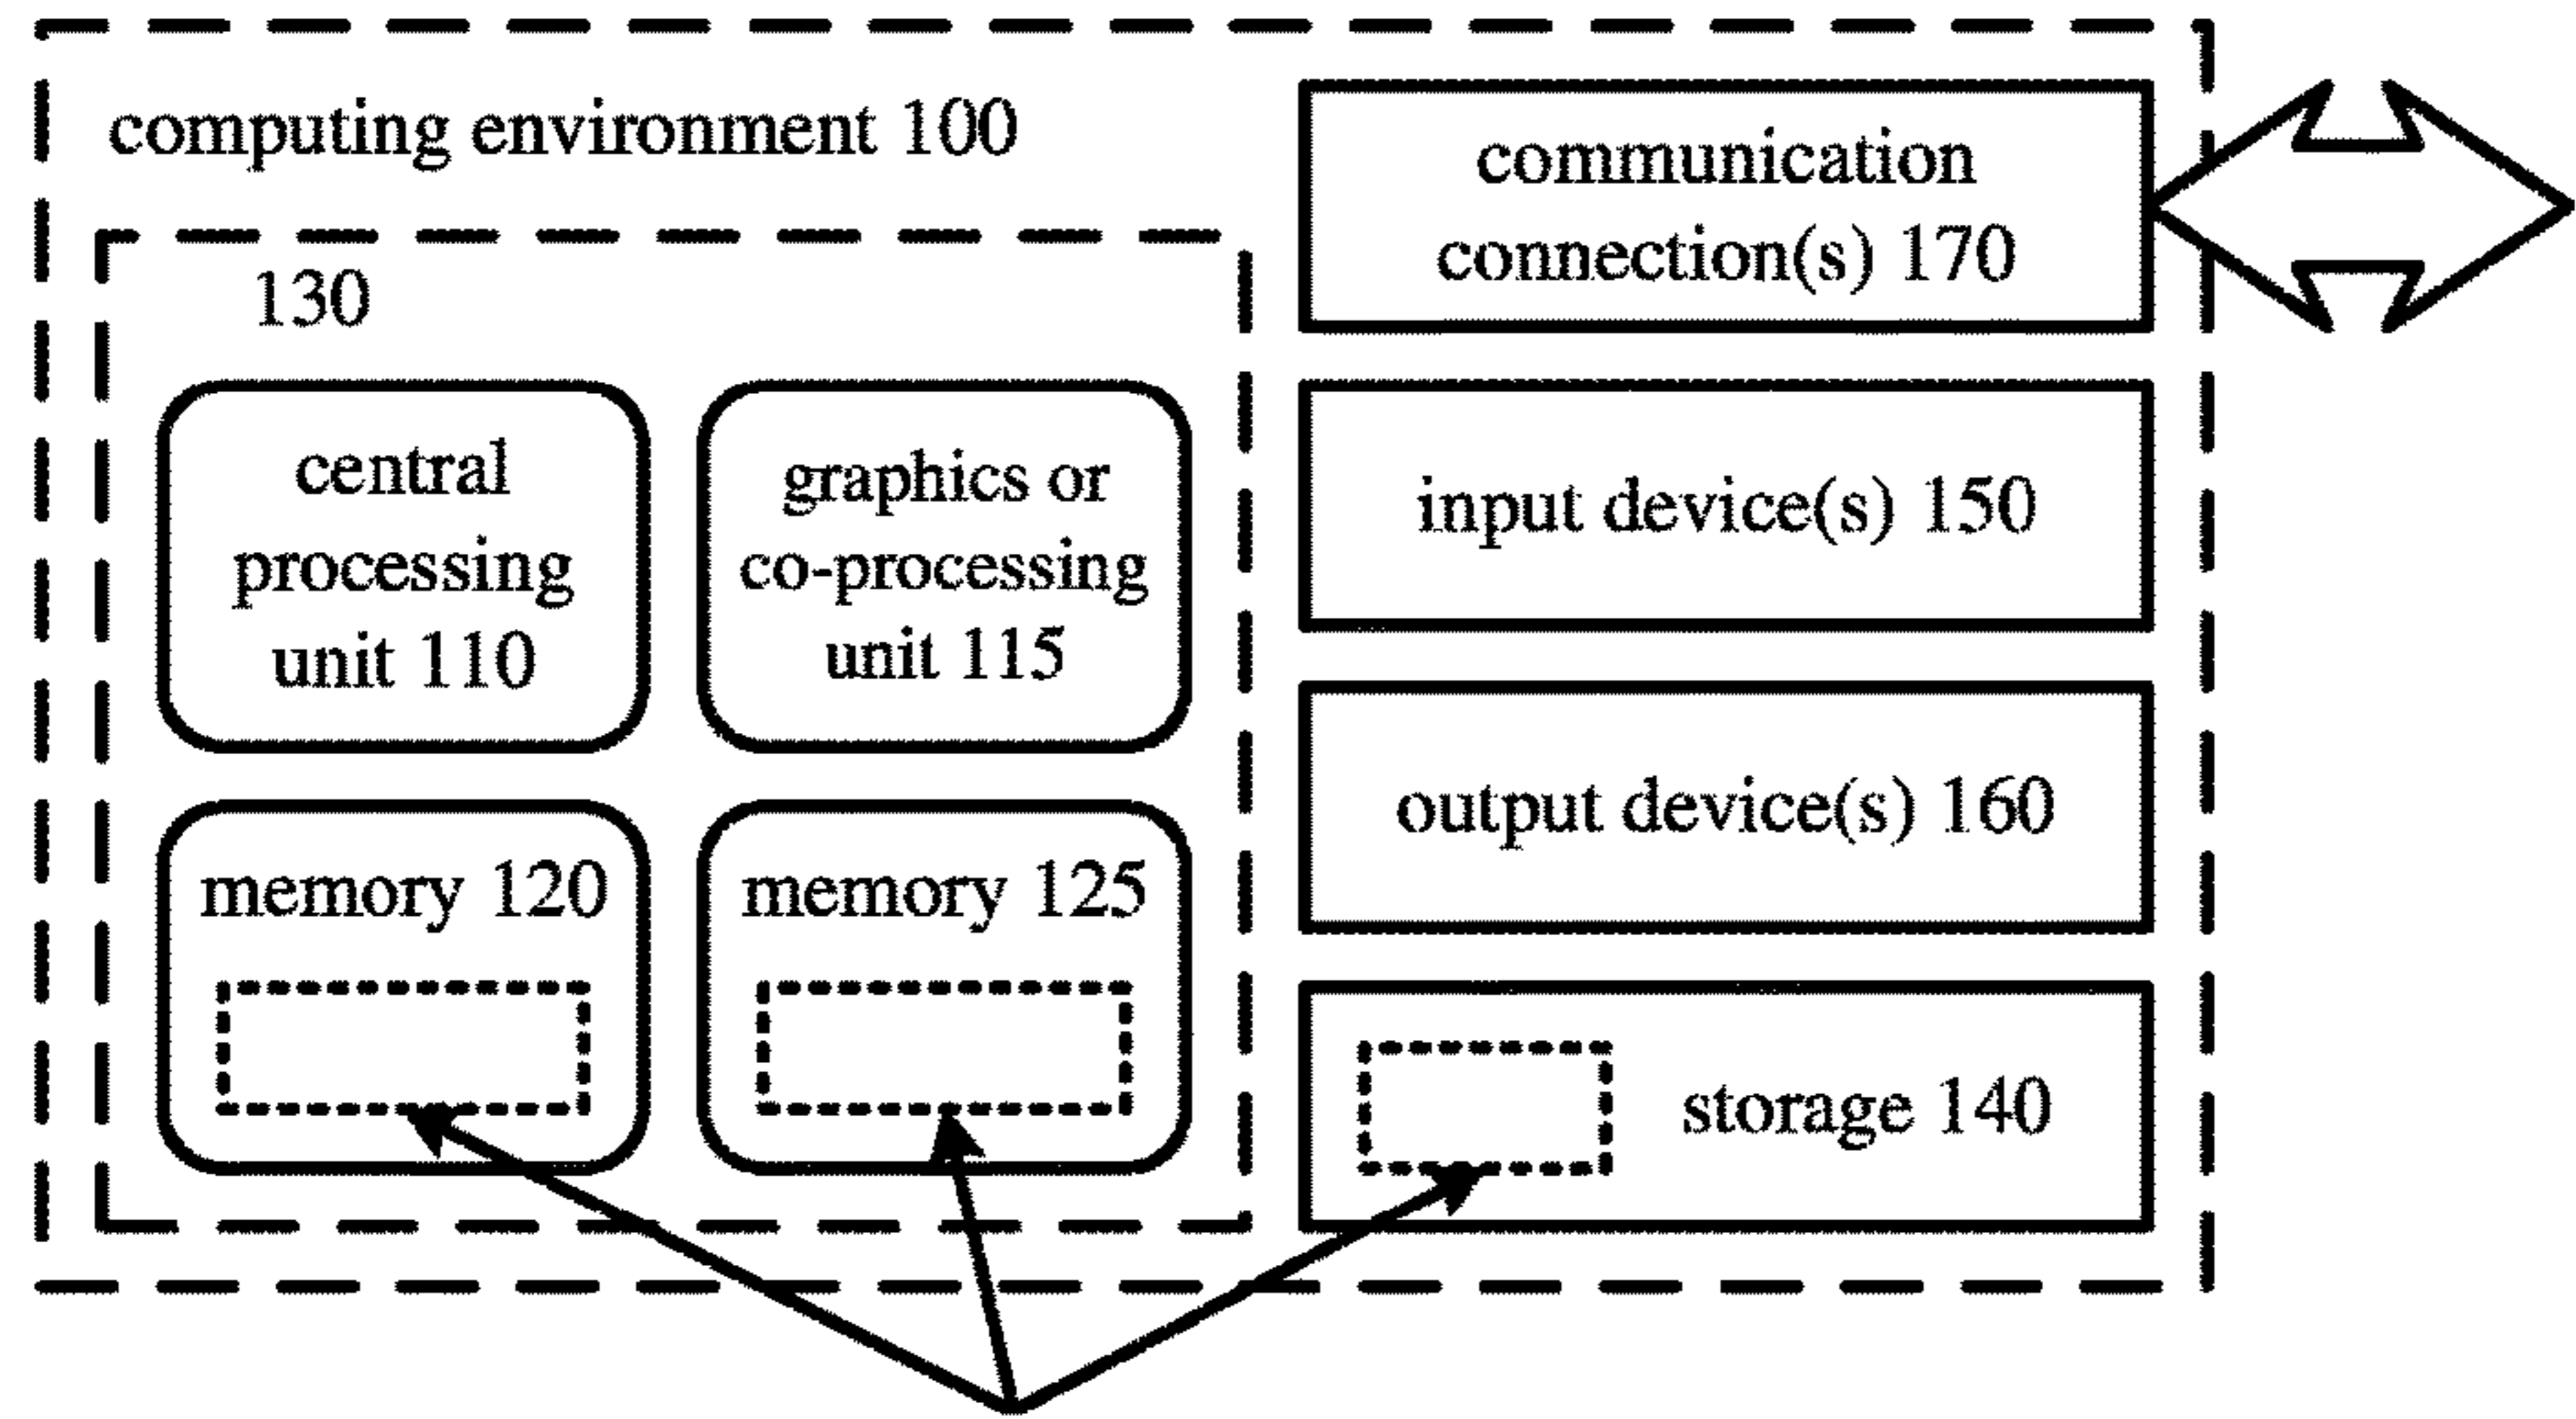 computing environment 100
130
central
processing
unit 110
graphics or
co-processing
unit 115
memory 120
memory 125
communication
connection(s) 170
input device(s) 150
output device(s) 160
storage 140